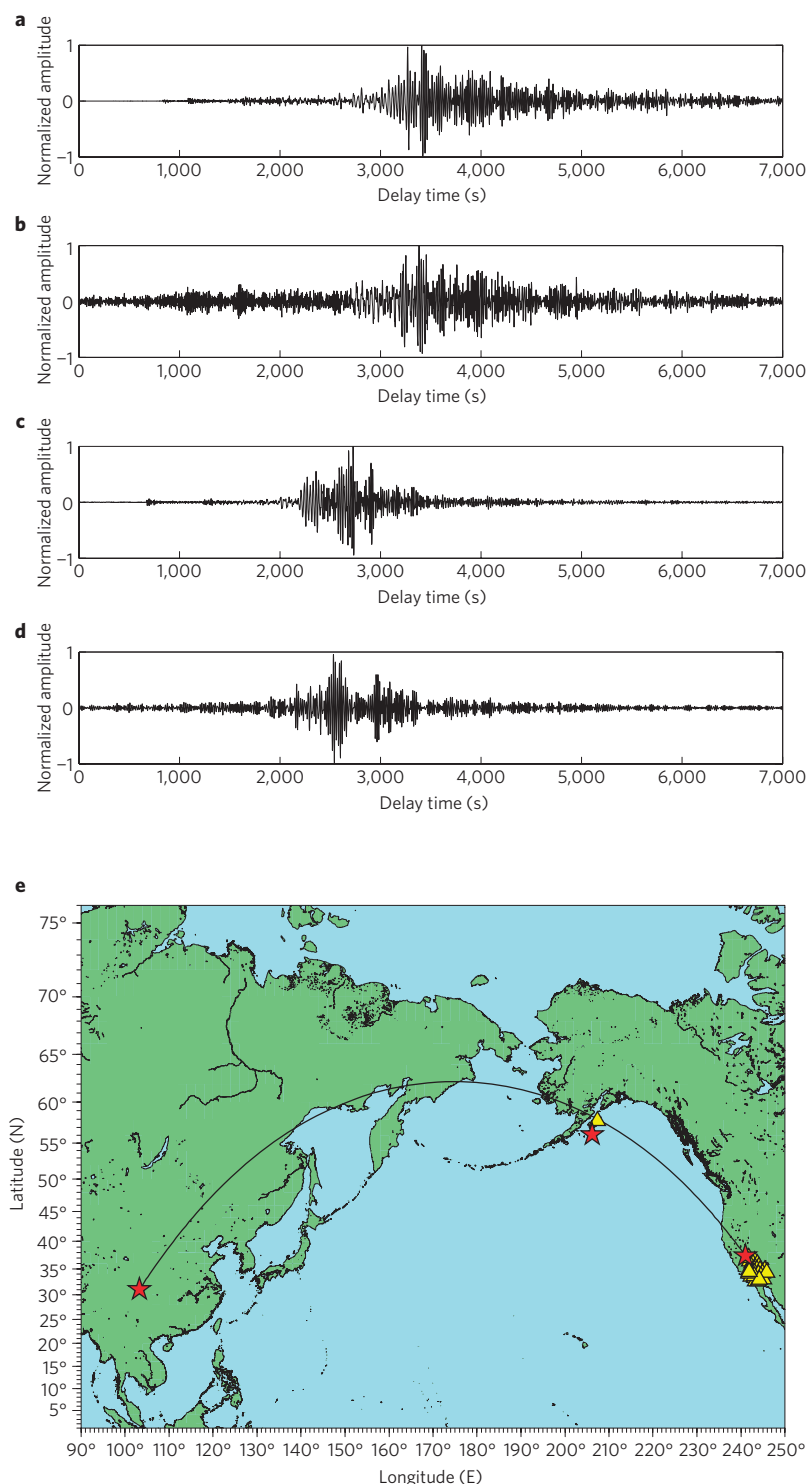 a
Normalized amplitude
1
0
−1
0 1,000 2,000 3,000 4,000 5,000 6,000 7,000
Delay time (s)
b
Normalized amplitude
1
0
−1
0 1,000 2,000 3,000 4,000 5,000 6,000 7,000
Delay time (s)
c
Normalized amplitude
1
0
−1
0 1,000 2,000 3,000 4,000 5,000 6,000 7,000
Delay time (s)
d
Normalized amplitude
1
0
−1
0 1,000 2,000 3,000 4,000 5,000 6,000 7,000
Delay time (s)
e
Latitude (N)
75°
70°
65°
60°
55°
50°
45°
40°
35°
30°
25°
20°
15°
10°
5°
90° 100° 110° 120° 130° 140° 150° 160° 170° 180° 190° 200° 210° 220° 230° 240° 250°
Longitude (E)